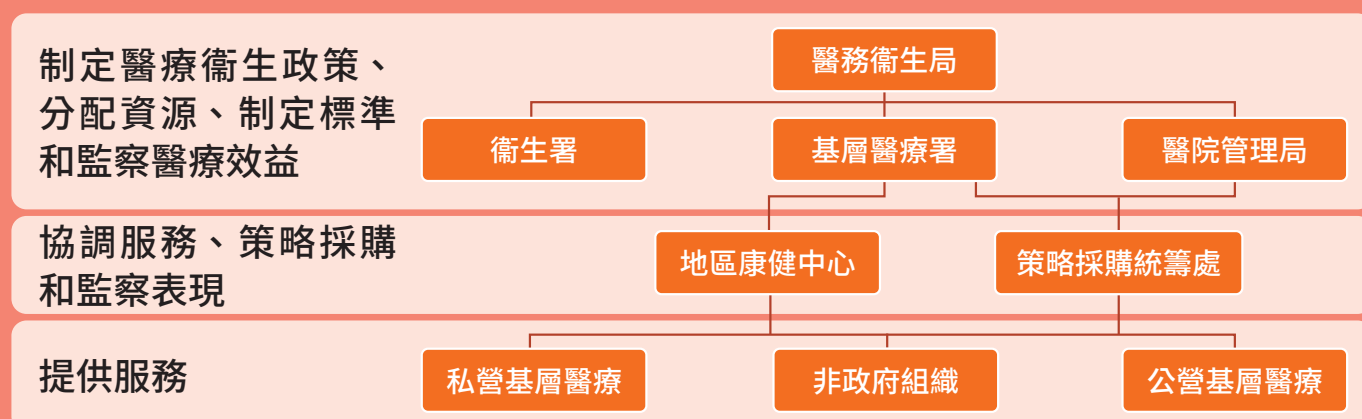 制定醫療衞生政策、
分配資源、制定標準
和監察醫療效益
醫務衞生局
衞生署
基層醫療署
醫院管理局
協調服務、策略採購
和監察表現
地區康健中心
策略採購統籌處
提供服務
私營基層醫療
非政府組織
公營基層醫療